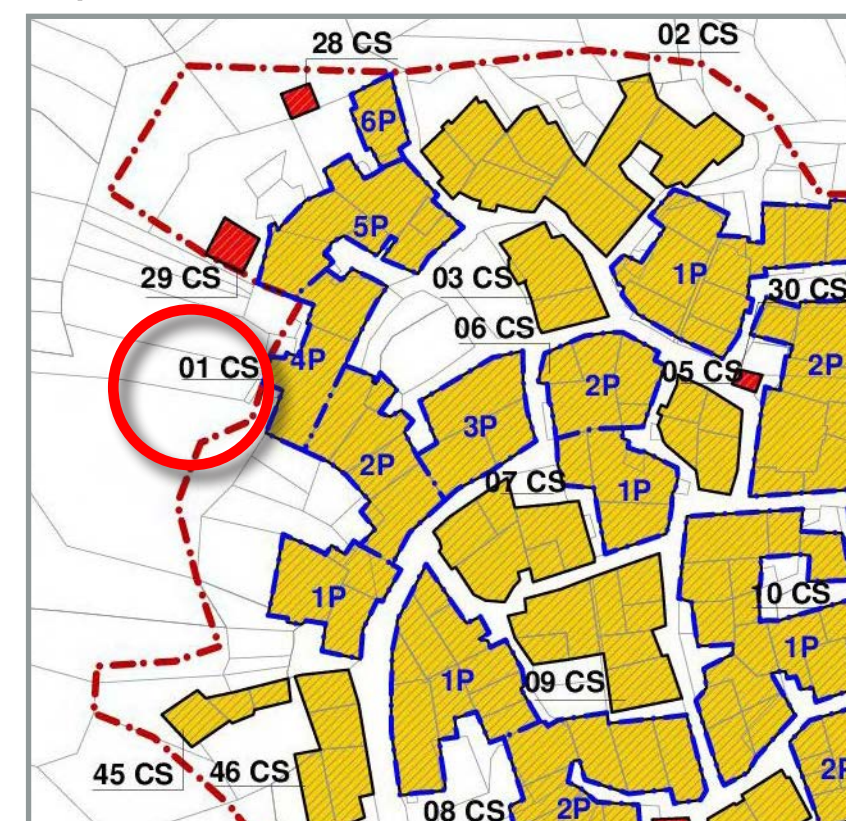 28 CS
02 CS
6P
5P
29 CS
03 CS
1P
30 CS
06 CS
01 CS
4P
2P
05 CS
2P
3P
2P
07 CS
1P
1P
10 CS
1P
1P
09 CS
45 CS
46 CS
08 CS
2P
2P